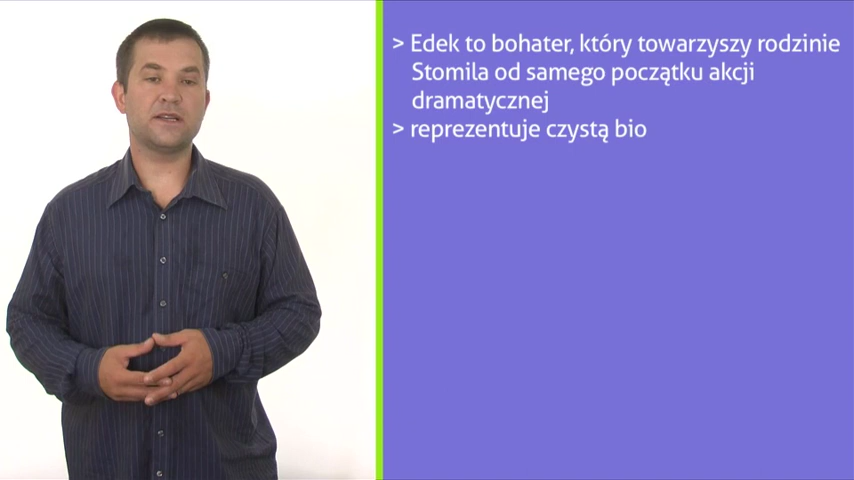 > Edek to bohater, który towarzyszy rodzinie
Stomila od samego początku akcji
dramatycznej
> reprezentuje czystą bio